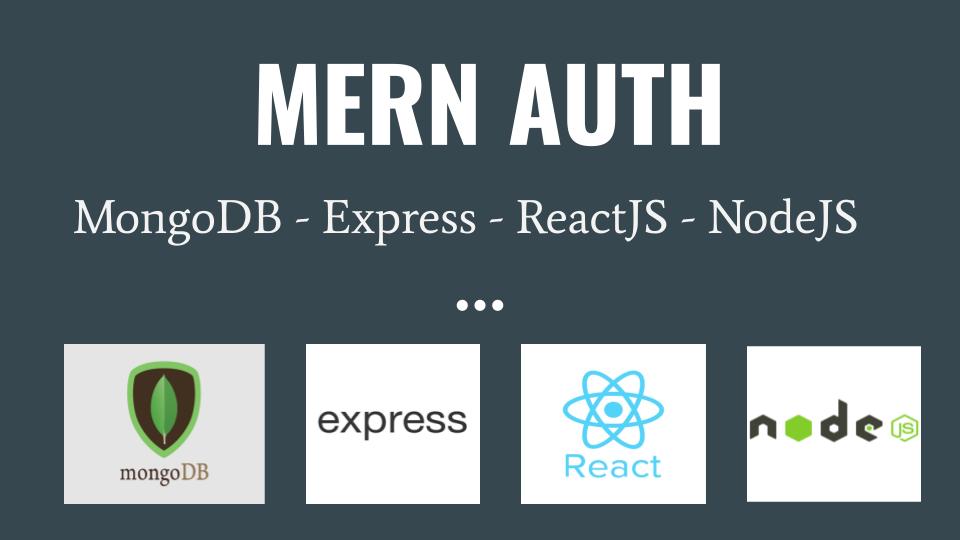 MERN AUTH
MongoDB - Express - ReactJS - NodeJS
...
mongoDB
express
React
node JS